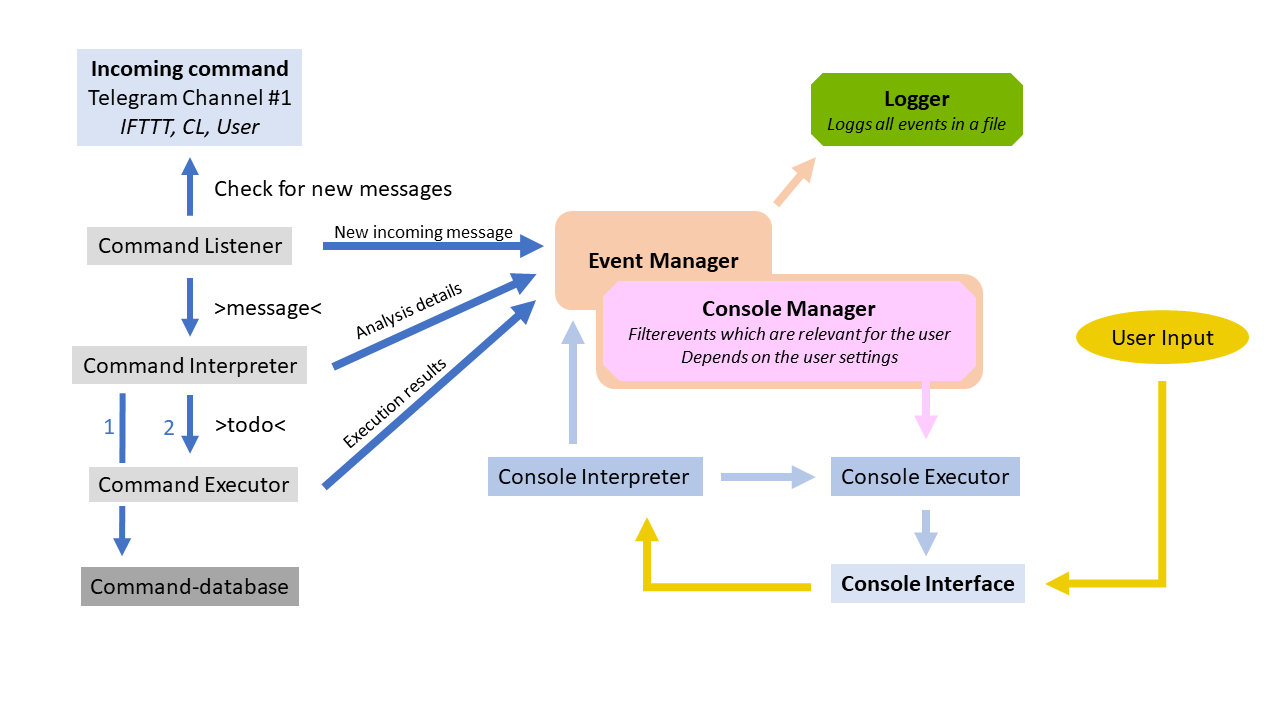 Incoming command
Telegram Channel #1
IFTTT, CL, User
Check for new messages
Command Listener
>message<
Command Interpreter
1
2
>todo<
Command Executor
Command-database
New incoming message
Analysis details
Execution results
Logger
Loggs all events in a file
Event Manager
Console Manager
Filterevents which are relevant for the user
Depends on the user settings
User Input
Console Interpreter
Console Executor
Console Interface